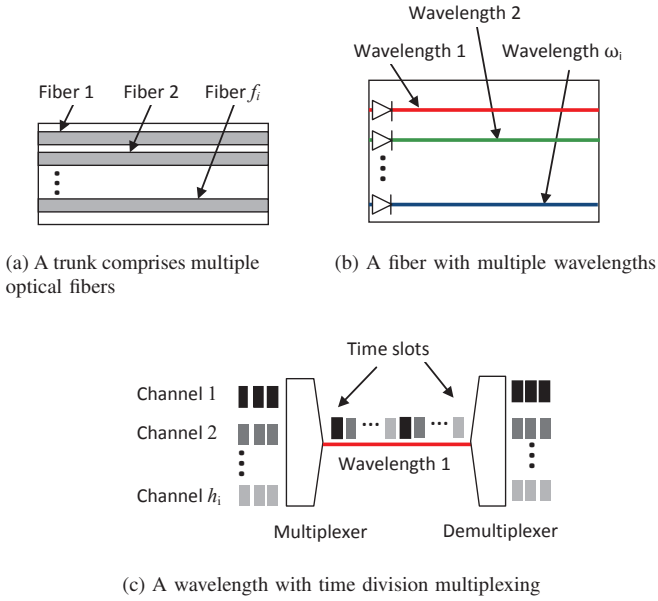 Fiber 1 Fiber 2 Fiber fi
(a) A trunk comprises multiple
optical fibers
Wavelength 2
Wavelength 1 Wavelength ωi
(b) A fiber with multiple wavelengths
Time slots
Channel 1
Channel 2
Channel hi
Wavelength 1
Multiplexer Demultiplexer
(c) A wavelength with time division multiplexing